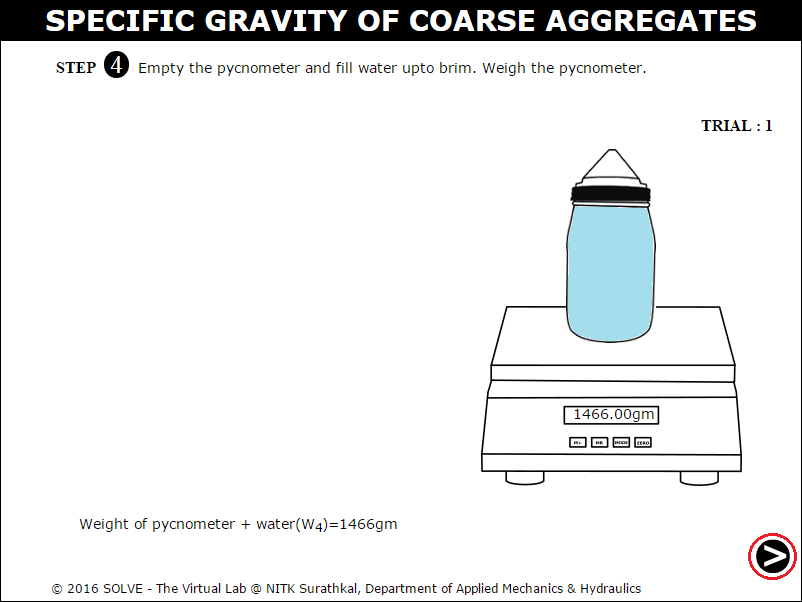 SPECIFIC GRAVITY OF COARSE AGGREGATES
STEP 4 Empty the pycnometer and fill water upto brim. Weigh the pycnometer.
TRIAL : 1
1466.00gm
M+ MR MODE ZERO
Weight of pycnometer + water(W4)=1466gm
>
© 2016 SOLVE - The Virtual Lab @ NITK Surathkal, Department of Applied Mechanics & Hydraulics